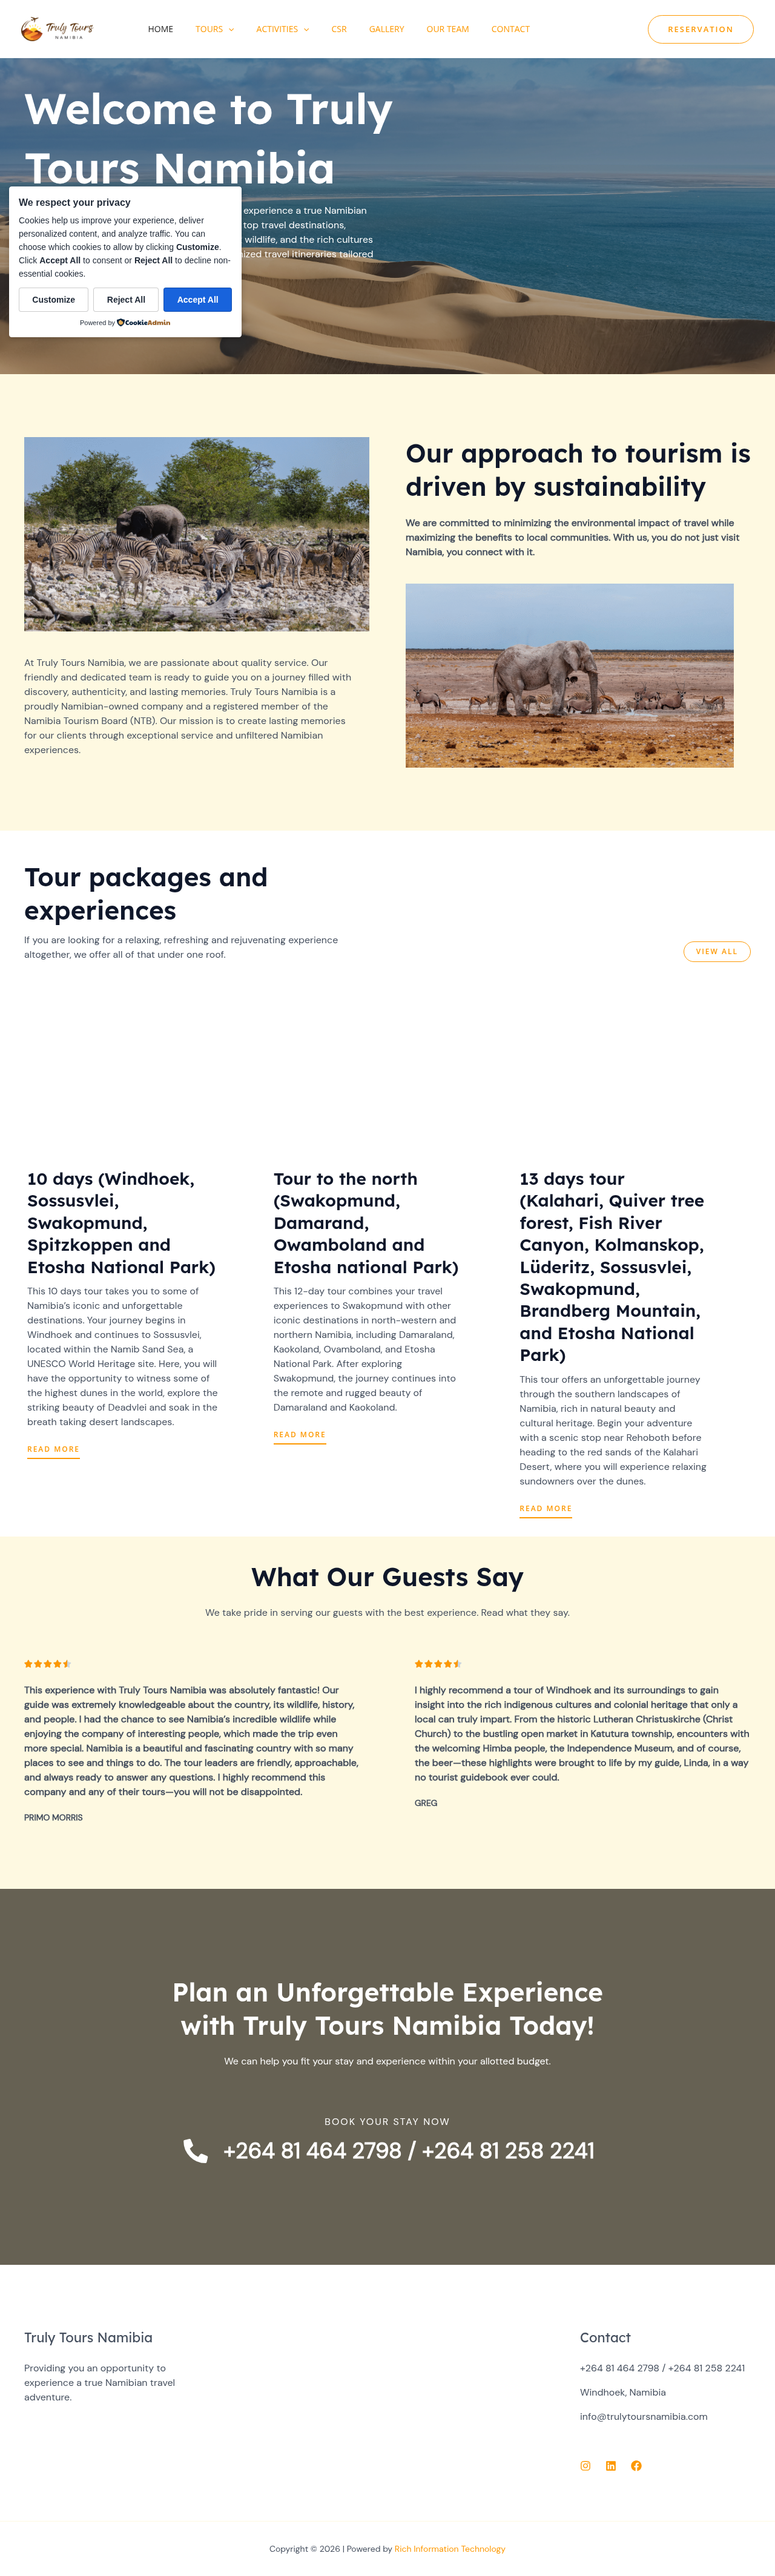 Truly Tours
NAMIBIA
HOME TOURS ACTIVITIES CSR GALLERY OUR TEAM CONTACT
RESERVATION
Welcome to Truly
Tours Namibia
experience a true Namibian
top travel destinations,
wildlife, and the rich cultures
travel itineraries tailored
We respect your privacy
Cookies help us improve your experience, deliver
personalized content, and analyze traffic. You can
choose which cookies to allow by clicking Customize.
Click Accept All to consent or Reject All to decline non-
essential cookies.
Customize Reject All Accept All
Powered by CookieAdmin
Our approach to tourism is
driven by sustainability
We are committed to minimizing the environmental impact of travel while
maximizing the benefits to local communities. With us, you do not just visit
Namibia, you connect with it.
At Truly Tours Namibia, we are passionate about quality service. Our
friendly and dedicated team is ready to guide you on a journey filled with
discovery, authenticity, and lasting memories. Truly Tours Namibia is a
proudly Namibian-owned company and a registered member of the
Namibia Tourism Board (NTB). Our mission is to create lasting memories
for our clients through exceptional service and unfiltered Namibian
experiences.
Tour packages and
experiences
If you are looking for a relaxing, refreshing and rejuvenating experience
altogether, we offer all of that under one roof.
VIEW ALL
10 days (Windhoek,
Sossusvlei,
Swakopmund,
Spitzkoppen and
Etosha National Park)
This 10 days tour takes you to some of
Namibia's iconic and unforgettable
destinations. Your journey begins in
Windhoek and continues to Sossusvlei,
located within the Namib Sand Sea, a
UNESCO World Heritage site. Here, you will
have the opportunity to witness some of
the highest dunes in the world, explore the
striking beauty of Deadvlei and soak in the
breath taking desert landscapes.
READ MORE
Tour to the north
(Swakopmund,
Damarand,
Owamboland and
Etosha national Park)
This 12-day tour combines your travel
experiences to Swakopmund with other
iconic destinations in north-western and
northern Namibia, including Damaraland,
Kaokoland, Ovamboland, and Etosha
National Park. After exploring
Swakopmund, the journey continues into
the remote and rugged beauty of
Damaraland and Kaokoland.
READ MORE
13 days tour
(Kalahari, Quiver tree
forest, Fish River
Canyon, Kolmanskop,
Lüderitz, Sossusvlei,
Swakopmund,
Brandberg Mountain,
and Etosha National
Park)
This tour offers an unforgettable journey
through the southern landscapes of
Namibia, rich in natural beauty and
cultural heritage. Begin your adventure
with a scenic stop near Rehoboth before
heading to the red sands of the Kalahari
Desert, where you will experience relaxing
sundowners over the dunes.
READ MORE
What Our Guests Say
We take pride in serving our guests with the best experience. Read what they say.
This experience with Truly Tours Namibia was absolutely fantastic! Our
guide was extremely knowledgeable about the country, its wildlife, history,
and people. I had the chance to see Namibia's incredible wildlife while
enjoying the company of interesting people, which made the trip even
more special. Namibia is a beautiful and fascinating country with so many
places to see and things to do. The tour leaders are friendly, approachable,
and always ready to answer any questions. I highly recommend this
company and any of their tours—you will not be disappointed.
PRIMO MORRIS
I highly recommend a tour of Windhoek and its surroundings to gain
insight into the rich indigenous cultures and colonial heritage that only a
local can truly impart. From the historic Lutheran Christuskirche (Christ
Church) to the bustling open market in Katutura township, encounters with
the welcoming Himba people, the Independence Museum, and of course,
the beer—these highlights were brought to life by my guide, Linda, in a way
no tourist guidebook ever could.
GREG
Plan an Unforgettable Experience
with Truly Tours Namibia Today!
We can help you fit your stay and experience within your allotted budget.
BOOK YOUR STAY NOW
+264 81 464 2798 / +264 81 258 2241
Truly Tours Namibia
Providing you an opportunity to
experience a true Namibian travel
adventure.
Contact
+264 81 464 2798 / +264 81 258 2241
Windhoek, Namibia
info@trulytoursnamibia.com
Copyright © 2026 | Powered by Rich Information Technology